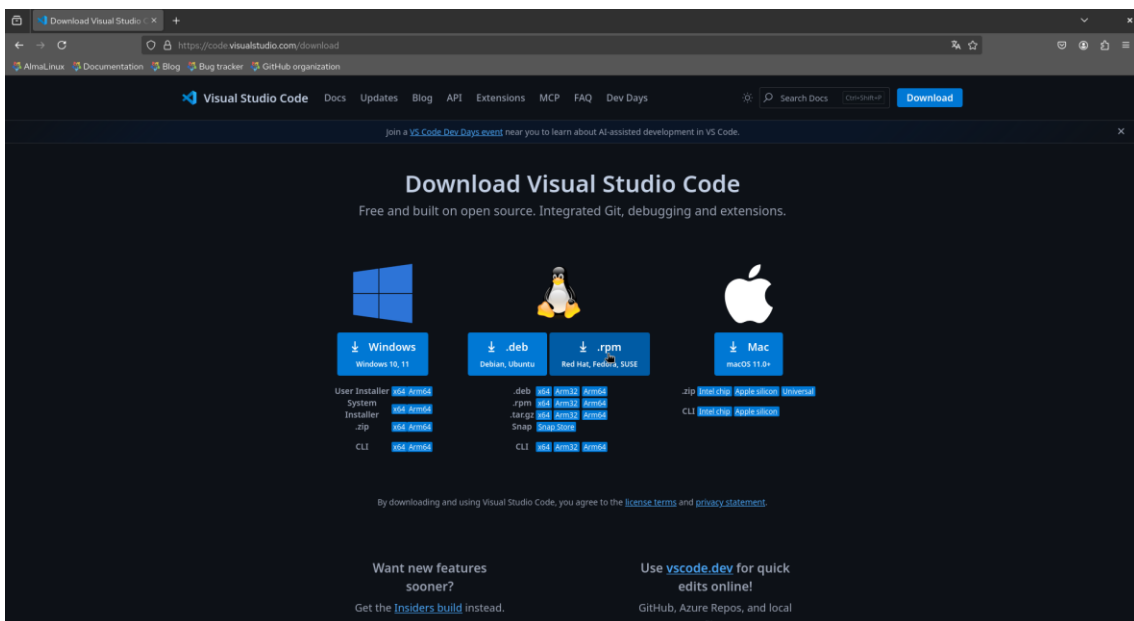 Download Visual Studio C
https://code.visualstudio.com/download
AlmaLinux Documentation Blog Bug tracker GitHub organization
Visual Studio Code Docs Updates Blog API Extensions MCP FAQ Dev Days Search Docs Ctrl+Shift+P Download
Join a VS Code Dev Days event near you to learn about AI-assisted development in VS Code.
Download Visual Studio Code
Free and built on open source. Integrated Git, debugging and extensions.
Windows
Windows 10, 11
User Installer x64 Arm64
System Installer x64 Arm64
.zip x64 Arm64
CLI x64 Arm64
.deb
Debian, Ubuntu
.rpm
Red Hat, Fedora, SUSE
.deb x64 Arm32 Arm64
.rpm x64 Arm32 Arm64
.tar.gz x64 Arm32 Arm64
Snap Snap Store
CLI x64 Arm32 Arm64
Mac
macOS 11.0+
.zip Intel chip Apple silicon Universal
CLI Intel chip Apple silicon
By downloading and using Visual Studio Code, you agree to the license terms and privacy statement.
Want new features
sooner?
Get the Insiders build instead.
Use vscode.dev for quick
edits online!
GitHub, Azure Repos, and local